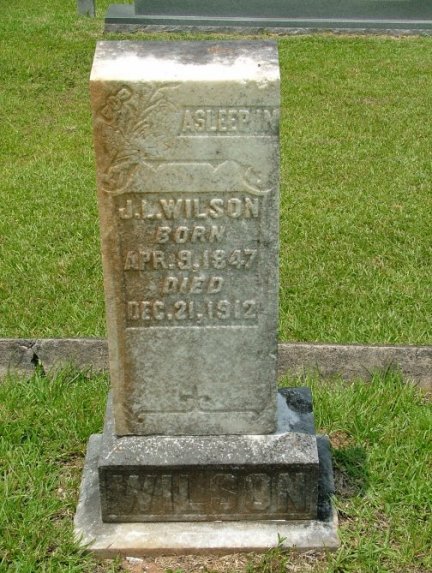 ASLEEP IN
J.L.WILSON
BORN
APR.9.1847
DIED
DEC.21.1912
WILSON